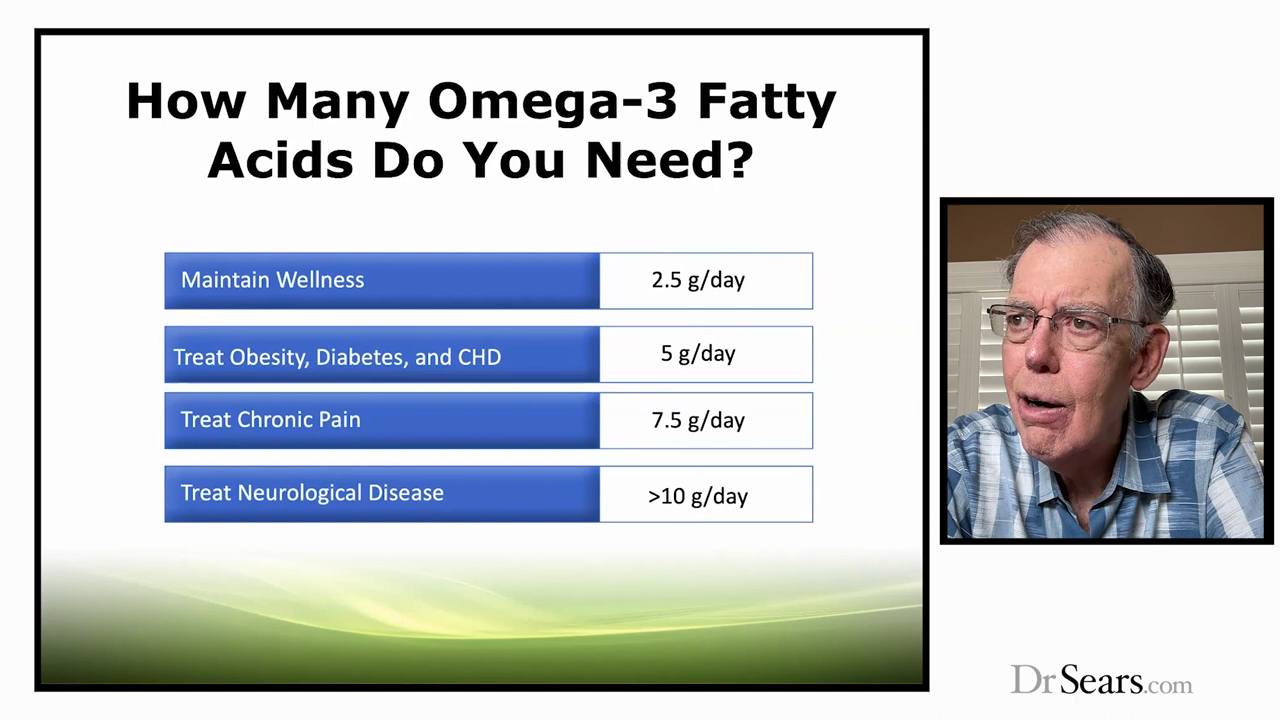 How Many Omega-3 Fatty
Acids Do You Need?
Maintain Wellness 2.5 g/day
Treat Obesity, Diabetes, and CHD 5 g/day
Treat Chronic Pain 7.5 g/day
Treat Neurological Disease >10 g/day
DrSears.com